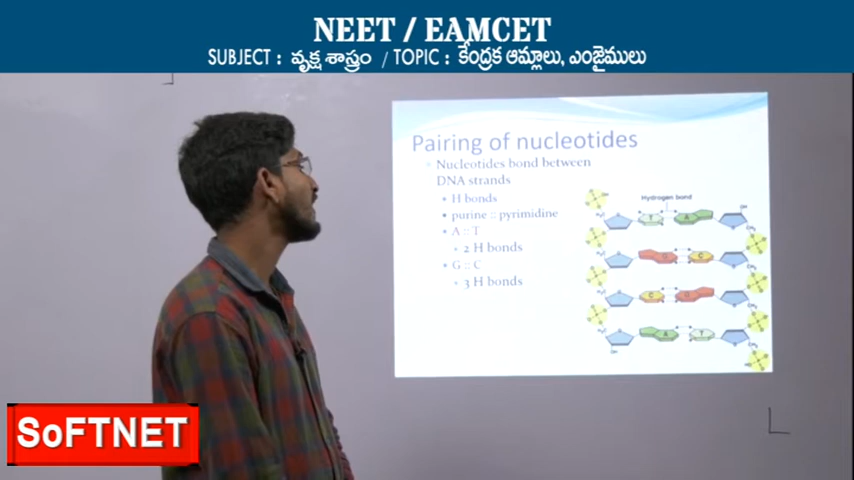 NEET / EAMCET
SUBJECT : వృక్ష శాస్త్రం / TOPIC : కేంద్రక ఆమ్లాలు, ఎంజైములు
Pairing of nucleotides
Nucleotides bond between
DNA strands
H bonds
purine :: pyrimidine
A :: T
2 H bonds
G :: C
3 H bonds
Hydrogen bond
SoFTNET